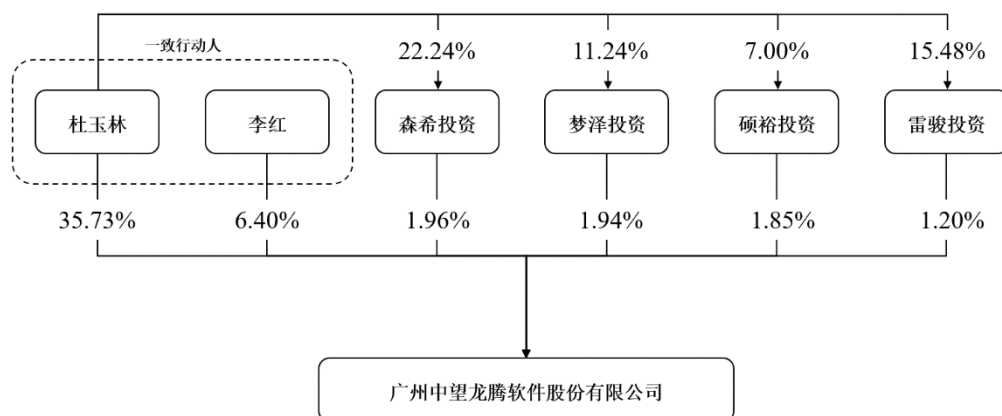 一致行动人
22.24%
11.24%
7.00%
15.48%
杜玉林
李红
森希投资
梦泽投资
硕裕投资
雷骏投资
35.73%
6.40%
1.96%
1.94%
1.85%
1.20%
广州中望龙腾软件股份有限公司